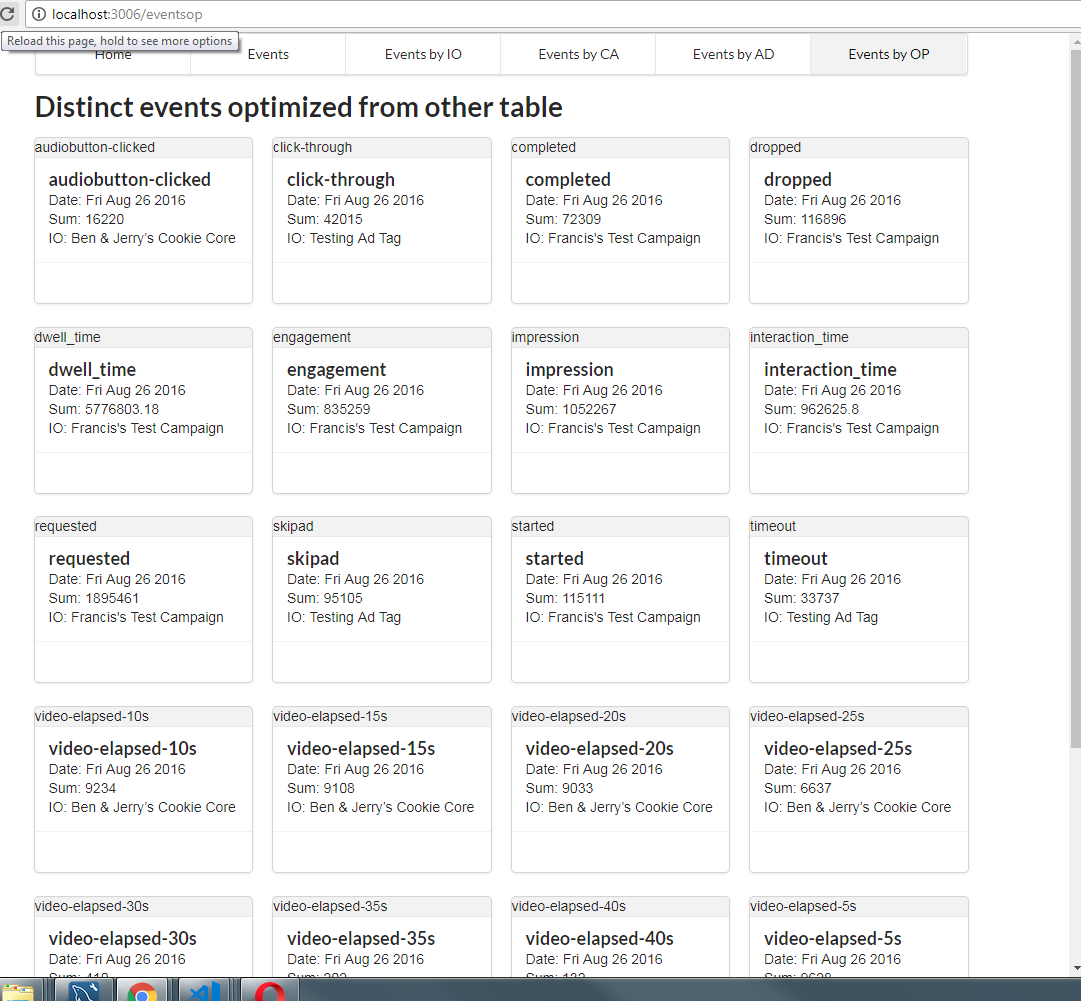 localhost:3006/eventsop
Reload this page, hold to see more options
Home Events Events by IO Events by CA Events by AD Events by OP
Distinct events optimized from other table
audiobutton-clicked
audiobutton-clicked
Date: Fri Aug 26 2016
Sum: 16220
IO: Ben & Jerry’s Cookie Core
click-through
click-through
Date: Fri Aug 26 2016
Sum: 42015
IO: Testing Ad Tag
completed
completed
Date: Fri Aug 26 2016
Sum: 72309
IO: Francis's Test Campaign
dropped
dropped
Date: Fri Aug 26 2016
Sum: 116896
IO: Francis's Test Campaign
dwell_time
dwell_time
Date: Fri Aug 26 2016
Sum: 5776803.18
IO: Francis's Test Campaign
engagement
engagement
Date: Fri Aug 26 2016
Sum: 835259
IO: Francis's Test Campaign
impression
impression
Date: Fri Aug 26 2016
Sum: 1052267
IO: Francis's Test Campaign
interaction_time
interaction_time
Date: Fri Aug 26 2016
Sum: 962625.8
IO: Francis's Test Campaign
requested
requested
Date: Fri Aug 26 2016
Sum: 1895461
IO: Francis's Test Campaign
skipad
skipad
Date: Fri Aug 26 2016
Sum: 95105
IO: Testing Ad Tag
started
started
Date: Fri Aug 26 2016
Sum: 115111
IO: Francis's Test Campaign
timeout
timeout
Date: Fri Aug 26 2016
Sum: 33737
IO: Testing Ad Tag
video-elapsed-10s
video-elapsed-10s
Date: Fri Aug 26 2016
Sum: 9234
IO: Ben & Jerry’s Cookie Core
video-elapsed-15s
video-elapsed-15s
Date: Fri Aug 26 2016
Sum: 9108
IO: Ben & Jerry’s Cookie Core
video-elapsed-20s
video-elapsed-20s
Date: Fri Aug 26 2016
Sum: 9033
IO: Ben & Jerry’s Cookie Core
video-elapsed-25s
video-elapsed-25s
Date: Fri Aug 26 2016
Sum: 6637
IO: Ben & Jerry’s Cookie Core
video-elapsed-30s
video-elapsed-30s
Date: Fri Aug 26 2016
Sum:
video-elapsed-35s
video-elapsed-35s
Date: Fri Aug 26 2016
Sum:
video-elapsed-40s
video-elapsed-40s
Date: Fri Aug 26 2016
Sum:
video-elapsed-5s
video-elapsed-5s
Date: Fri Aug 26 2016
Sum: